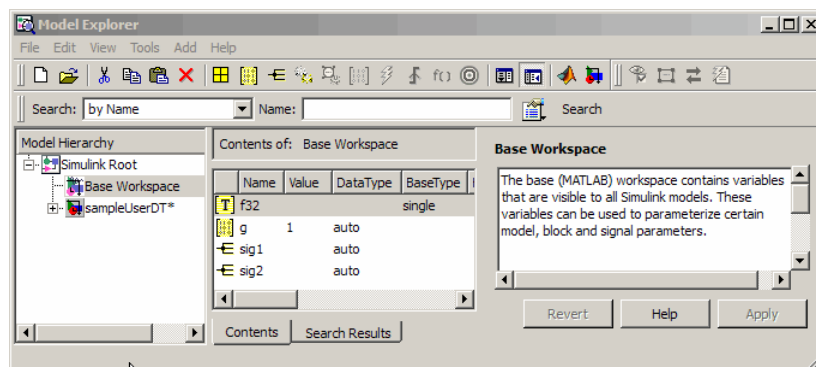 Model Explorer
File Edit View Tools Add Help
Search: by Name Name: Search
Model Hierarchy
Simulink Root
Base Workspace
sampleUserDT*
Contents of: Base Workspace
Name Value DataType BaseType
T f32 single
g 1 auto
sig1 auto
sig2 auto
Contents Search Results
Base Workspace
The base (MATLAB) workspace contains variables
that are visible to all Simulink models. These
variables can be used to parameterize certain
model, block and signal parameters.
Revert Help Apply